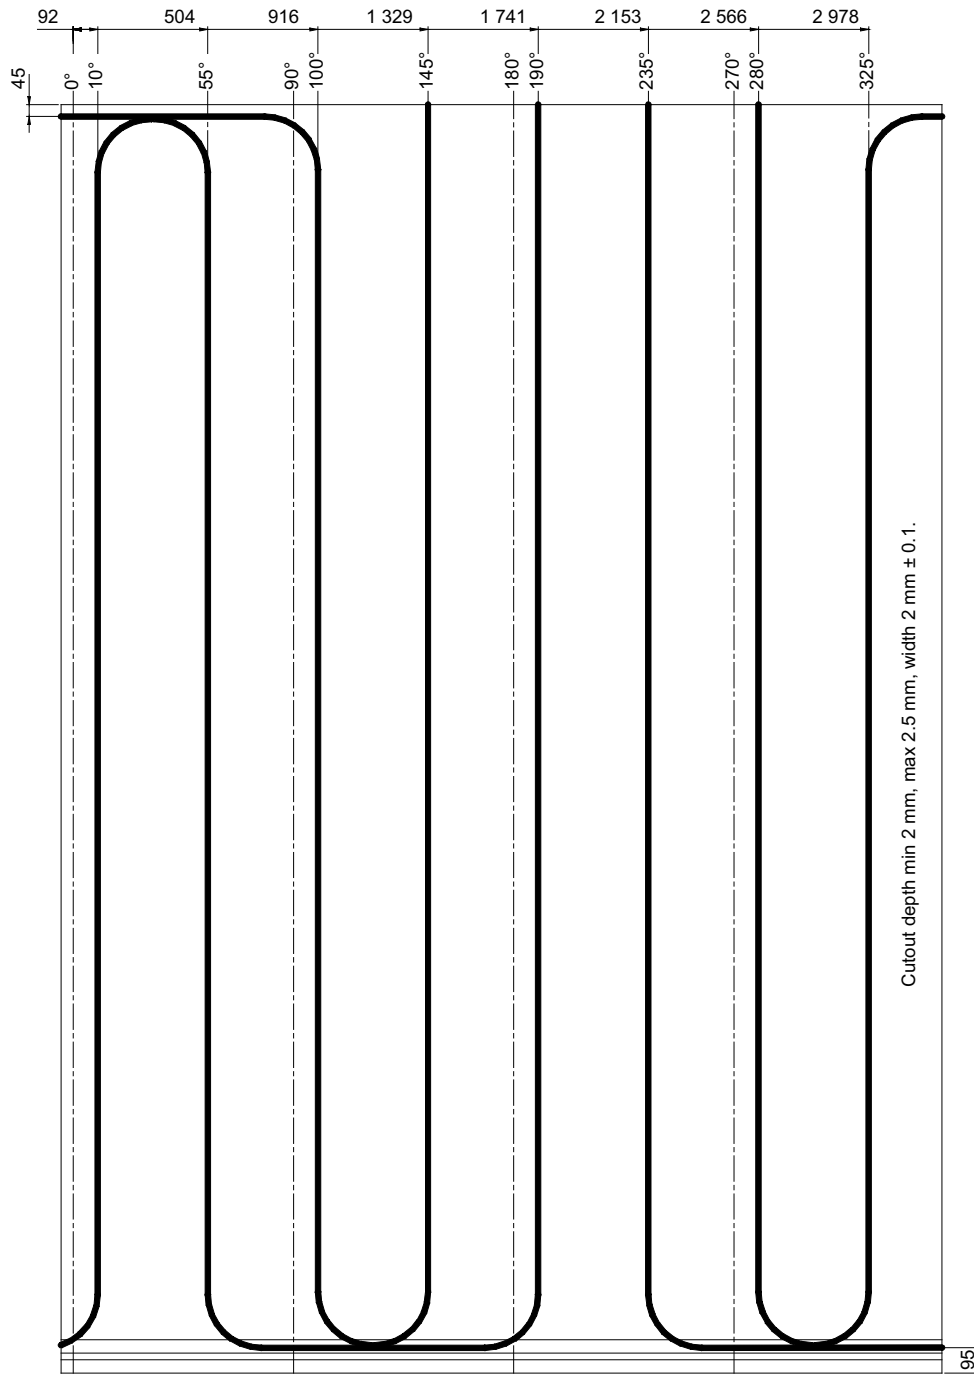 92 504 916 1 329 1 741 2 153 2 566 2 978
45
0° 10° 55° 90° 100° 145° 180° 190° 235° 270° 280° 325°
Cutout depth min 2 mm, max 2.5 mm, width 2 mm ± 0.1.
95